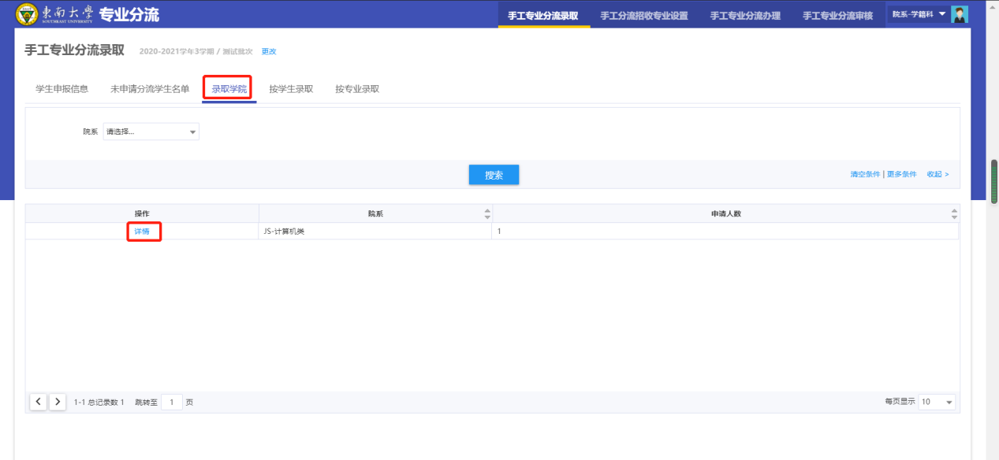 東南大學 专业分流 手工专业分流录取 手工分流招收专业设置 手工专业分流办理 手工专业分流审核 院系-学籍科
SOUTHEAST UNIVERSITY
手工专业分流录取 2020-2021学年3学期 / 测试批次 更改
学生申报信息 未申请分流学生名单 录取学院 按学生录取 按专业录取
院系 请选择...
搜索 清空条件 | 更多条件 收起 >
操作 院系 申请人数
详情 JS-计算机类 1
1-1 总记录数 1 跳转至 1 页 每页显示 10